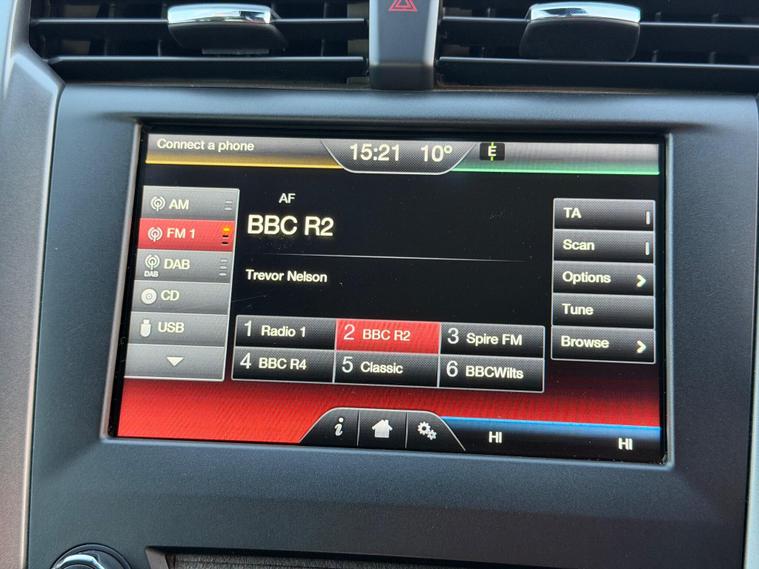 Connect a phone
15:21 10° E
AM
FM 1
DAB
DAB
CD
USB
AF
BBC R2
Trevor Nelson
1 Radio 1
2 BBC R2
3 Spire FM
4 BBC R4
5 Classic
6 BBCWilts
TA
Scan
Options
Tune
Browse
i
HI
HI